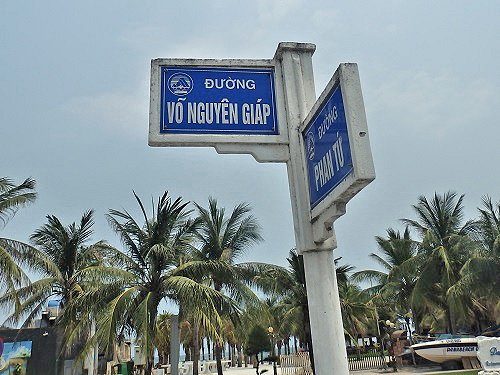 ĐƯỜNG
VÕ NGUYÊN GIÁP
ĐƯỜNG
PHAN TỨ